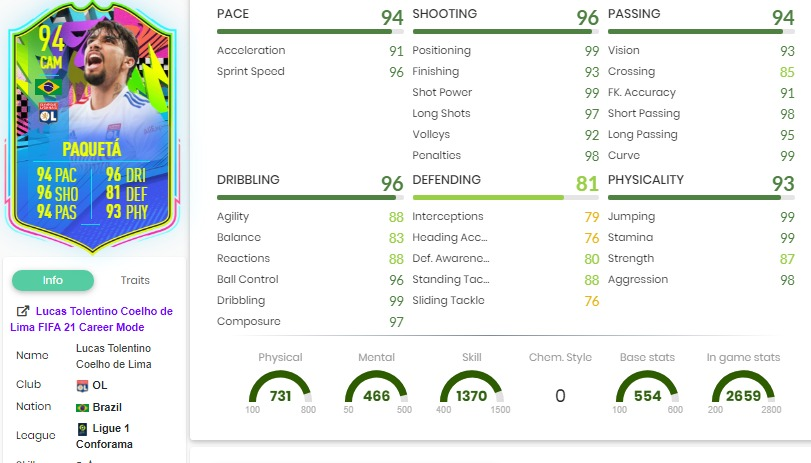 94
CAM
PAQUETÁ
94 PAC 96 DRI
96 SHO 81 DEF
94 PAS 93 PHY
Info Traits
Lucas Tolentino Coelho de
Lima FIFA 21 Career Mode
Name Lucas Tolentino
Coelho de Lima
Club OL
Nation Brazil
League Ligue 1
Conforama
PACE 94
Acceleration 91
Sprint Speed 96
SHOOTING 96
Positioning 99
Finishing 93
Shot Power 99
Long Shots 97
Volleys 92
Penalties 98
PASSING 94
Vision 93
Crossing 85
FK. Accuracy 91
Short Passing 98
Long Passing 95
Curve 99
DRIBBLING 96
Agility 88
Balance 83
Reactions 88
Ball Control 96
Dribbling 99
Composure 97
DEFENDING 81
Interceptions 79
Heading Acc... 76
Def. Awarene... 80
Standing Tac... 88
Sliding Tackle 76
PHYSICALITY 93
Jumping 99
Stamina 99
Strength 87
Aggression 98
Physical Mental Skill Chem. Style Base stats In game stats
731 466 1370 0 554 2659
100 800 50 500 400 1500 100 600 200 2800